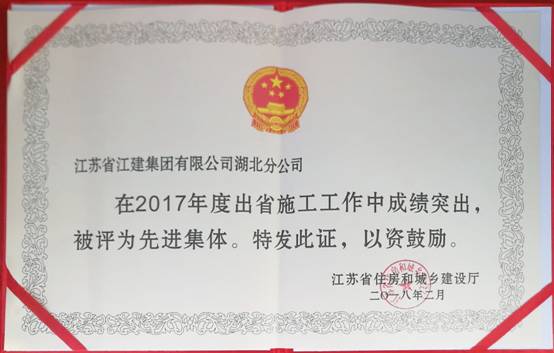 江苏省江建集团有限公司湖北分公司
在2017年度出省施工工作中成绩突出，
被评为先进集体。特发此证，以资鼓励。
江苏省住房和城乡建设厅
二〇一八年二月